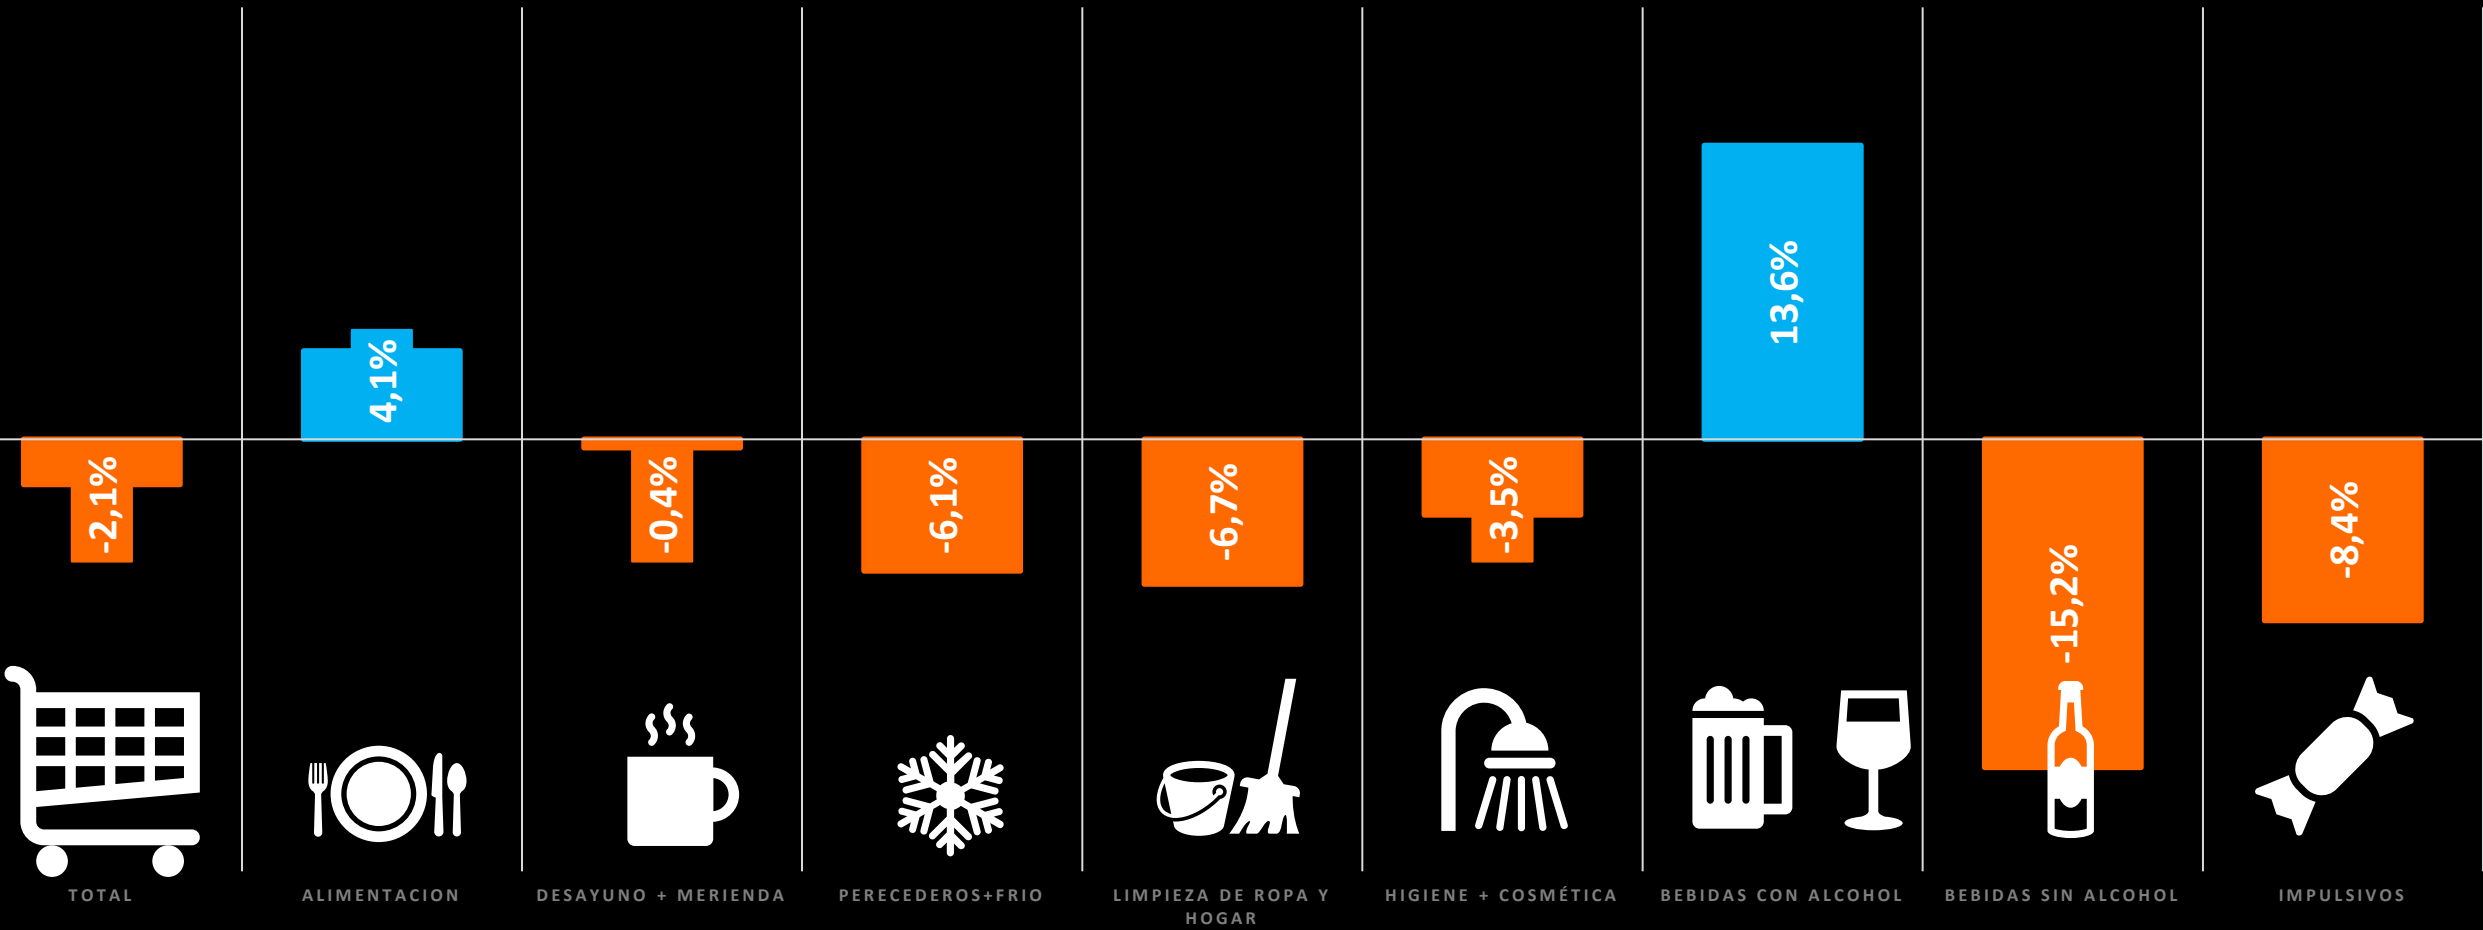 -2,1%
4,1%
-0,4%
-6,1%
-6,7%
-3,5%
13,6%
-15,2%
-8,4%
TOTAL
ALIMENTACION
DESAYUNO + MERIENDA
PERECEDEROS+FRIO
LIMPIEZA DE ROPA Y
HOGAR
HIGIENE + COSMÉTICA
BEBIDAS CON ALCOHOL
BEBIDAS SIN ALCOHOL
IMPULSIVOS